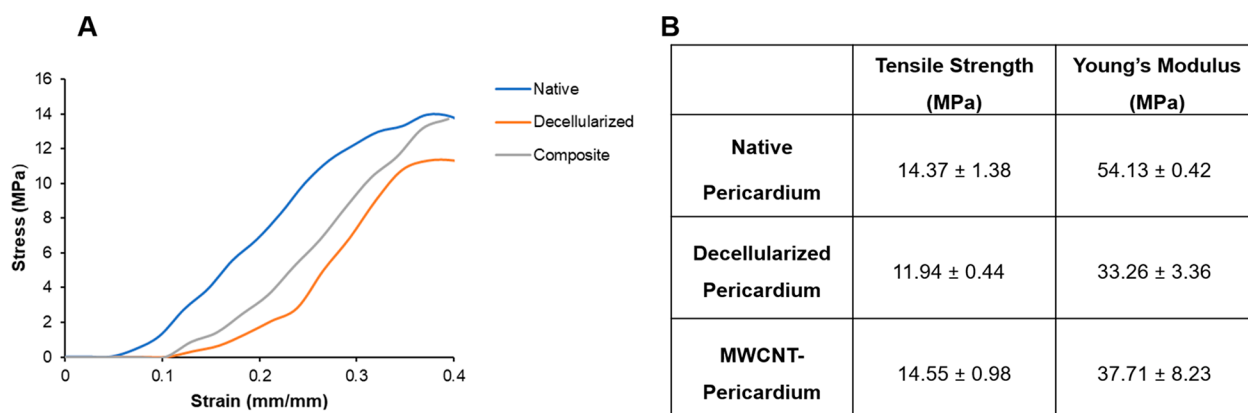 A
16
14
12
10
8
6
4
2
0
Stress (MPa)
0
0.1
0.2
0.3
0.4
Strain (mm/mm)
Native
Decellularized
Composite
B
Tensile Strength
(MPa)
Young’s Modulus
(MPa)
Native
Pericardium
14.37 ± 1.38
54.13 ± 0.42
Decellularized
Pericardium
11.94 ± 0.44
33.26 ± 3.36
MWCNT-
Pericardium
14.55 ± 0.98
37.71 ± 8.23